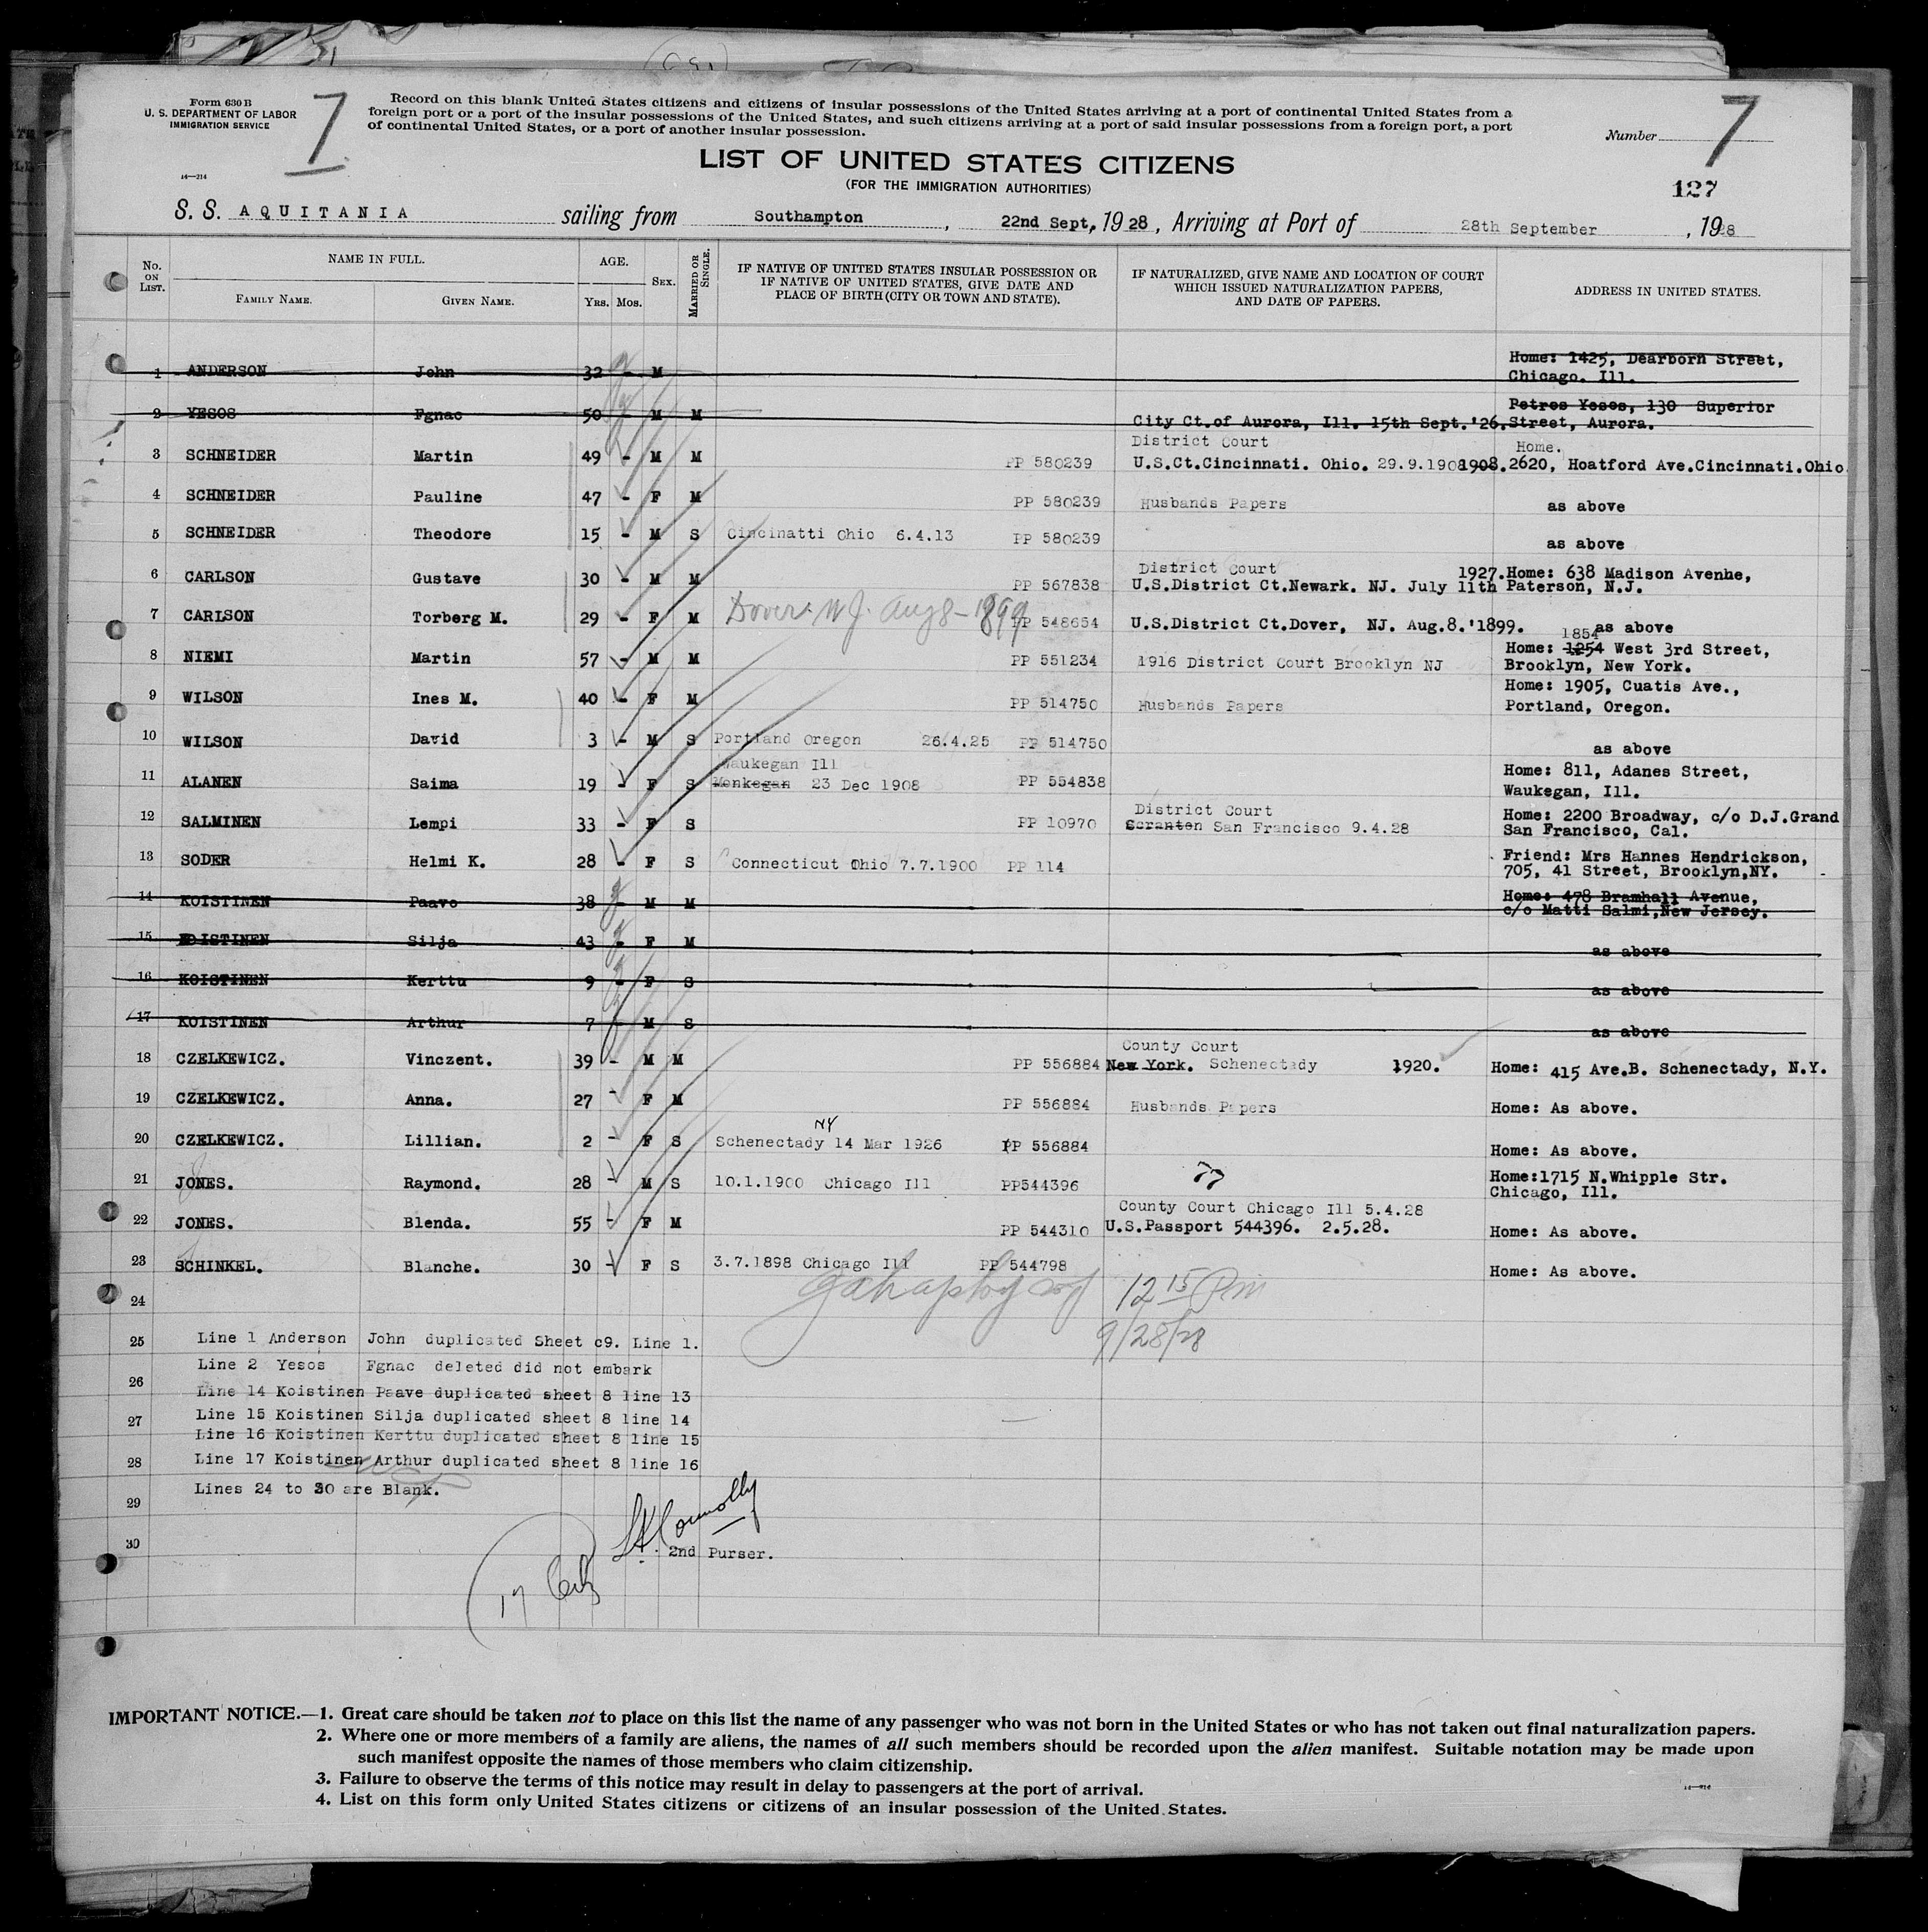 Form 630 B
U. S. DEPARTMENT OF LABOR
IMMIGRATION SERVICE
14—214
7
Record on this blank United States citizens and citizens of insular possessions of the United States arriving at a port of continental United States from a
foreign port or a port of the insular possessions of the United States, and such citizens arriving at a port of said insular possessions from a foreign port, a port
of continental United States, or a port of another insular possession.
Number 7
LIST OF UNITED STATES CITIZENS
(FOR THE IMMIGRATION AUTHORITIES)
127
S. S. AQUITANIA sailing from Southampton, 22nd Sept, 1928, Arriving at Port of 28th September, 1928
No. ON LIST.
NAME IN FULL.
FAMILY NAME. GIVEN NAME.
AGE.
YRS. MOS.
SEX.
MARRIED OR SINGLE.
IF NATIVE OF UNITED STATES INSULAR POSSESSION OR
IF NATIVE OF UNITED STATES, GIVE DATE AND
PLACE OF BIRTH (CITY OR TOWN AND STATE).
IF NATURALIZED, GIVE NAME AND LOCATION OF COURT
WHICH ISSUED NATURALIZATION PAPERS,
AND DATE OF PAPERS.
ADDRESS IN UNITED STATES.
1 ANDERSON John 32 - M Home: 1425, Dearborn Street,
Chicago. Ill.
2 YESOS Fgnac 50 - M M City Ct.of Aurora, Ill. 15th Sept.'26. Petros Yesos, 130 Superior
Street, Aurora.
District Court Home.
3 SCHNEIDER Martin 49 - M M PP 580239 U.S.Ct.Cincinnati. Ohio. 29.9.1908 1908. 2620, Hoatford Ave.Cincinnati.Ohio
4 SCHNEIDER Pauline 47 - F M PP 580239 Husbands Papers as above
5 SCHNEIDER Theodore 15 - M S Cincinatti Ohio 6.4.13 PP 580239 as above
District Court 1927. Home: 638 Madison Avenhe,
6 CARLSON Gustave 30 - M M PP 567838 U.S.District Ct.Newark. NJ. July 11th Paterson, N.J.
Dover. N J. Aug 8 - 1899
7 CARLSON Torberg M. 29 - F M PP 548654 U.S.District Ct.Dover, NJ. Aug.8.'1899. as above
1854
8 NIEMI Martin 57 - M M PP 551234 1916 District Court Brooklyn NJ Home: 1254 West 3rd Street,
Brooklyn, New York.
9 WILSON Ines M. 40 - F M PP 514750 Husbands Papers Home: 1905, Cuatis Ave.,
Portland, Oregon.
10 WILSON David 3 - M S Portland Oregon 26.4.25 PP 514750 as above
Waukegan Ill
11 ALANEN Saima 19 - F S Menkegan 23 Dec 1908 PP 554838 Home: 811, Adanes Street,
Waukegan, Ill.
District Court
12 SALMINEN Lempi 33 - F S PP 10970 Scranton San Francisco 9.4.28 Home: 2200 Broadway, c/o D.J.Grand
San Francisco, Cal.
13 SODER Helmi K. 28 - F S Connecticut Ohio 7.7.1900 PP 114 Friend: Mrs Hannes Hendrickson,
705, 41 Street, Brooklyn,NY.
14 KOISTINEN Paavo 38 - M M Home: 478 Bramhall Avenue,
c/o Matti Salmi,New Jersey.
15 KOISTINEN Silja 43 - F M as above
16 KOISTINEN Kerttu 9 - F S as above
17 KOISTINEN Arthur 7 - M S as above
County Court
18 CZELKEWICZ. Vinczent. 39 - M M PP 556884 New York. Schenectady 1920. Home: 415 Ave.B. Schenectady, N.Y.
19 CZELKEWICZ. Anna. 27 - F M PP 556884 Husbands Papers Home: As above.
NY
20 CZELKEWICZ. Lillian. 2 - F S Schenectady 14 Mar 1926 PP 556884 Home: As above.
21 JONES. Raymond. 28 - M S 10.1.1900 Chicago Ill PP544396 Home:1715 N.Whipple Str.
Chicago, Ill.
County Court Chicago Ill 5.4.28
22 JONES. Blenda. 55 - F M PP 544310 U.S.Passport 544396. 2.5.28. Home: As above.
23 SCHINKEL. Blanche. 30 - F S 3.7.1898 Chicago Ill PP 544798 Home: As above.
24
12 15 Pm
9/28/28
25 Line 1 Anderson John duplicated Sheet c9. Line 1.
Line 2 Yesos Fgnac deleted did not embark
26
Line 14 Koistinen Paave duplicated sheet 8 line 13
27 Line 15 Koistinen Silja duplicated sheet 8 line 14
Line 16 Koistinen Kerttu duplicated sheet 8 line 15
28 Line 17 Koistinen Arthur duplicated sheet 8 line 16
Lines 24 to 30 are Blank.
29
30
Connolly
2nd Purser.
17
IMPORTANT NOTICE.—1. Great care should be taken not to place on this list the name of any passenger who was not born in the United States or who has not taken out final naturalization papers.
2. Where one or more members of a family are aliens, the names of all such members should be recorded upon the alien manifest. Suitable notation may be made upon
such manifest opposite the names of those members who claim citizenship.
3. Failure to observe the terms of this notice may result in delay to passengers at the port of arrival.
4. List on this form only United States citizens or citizens of an insular possession of the United States.